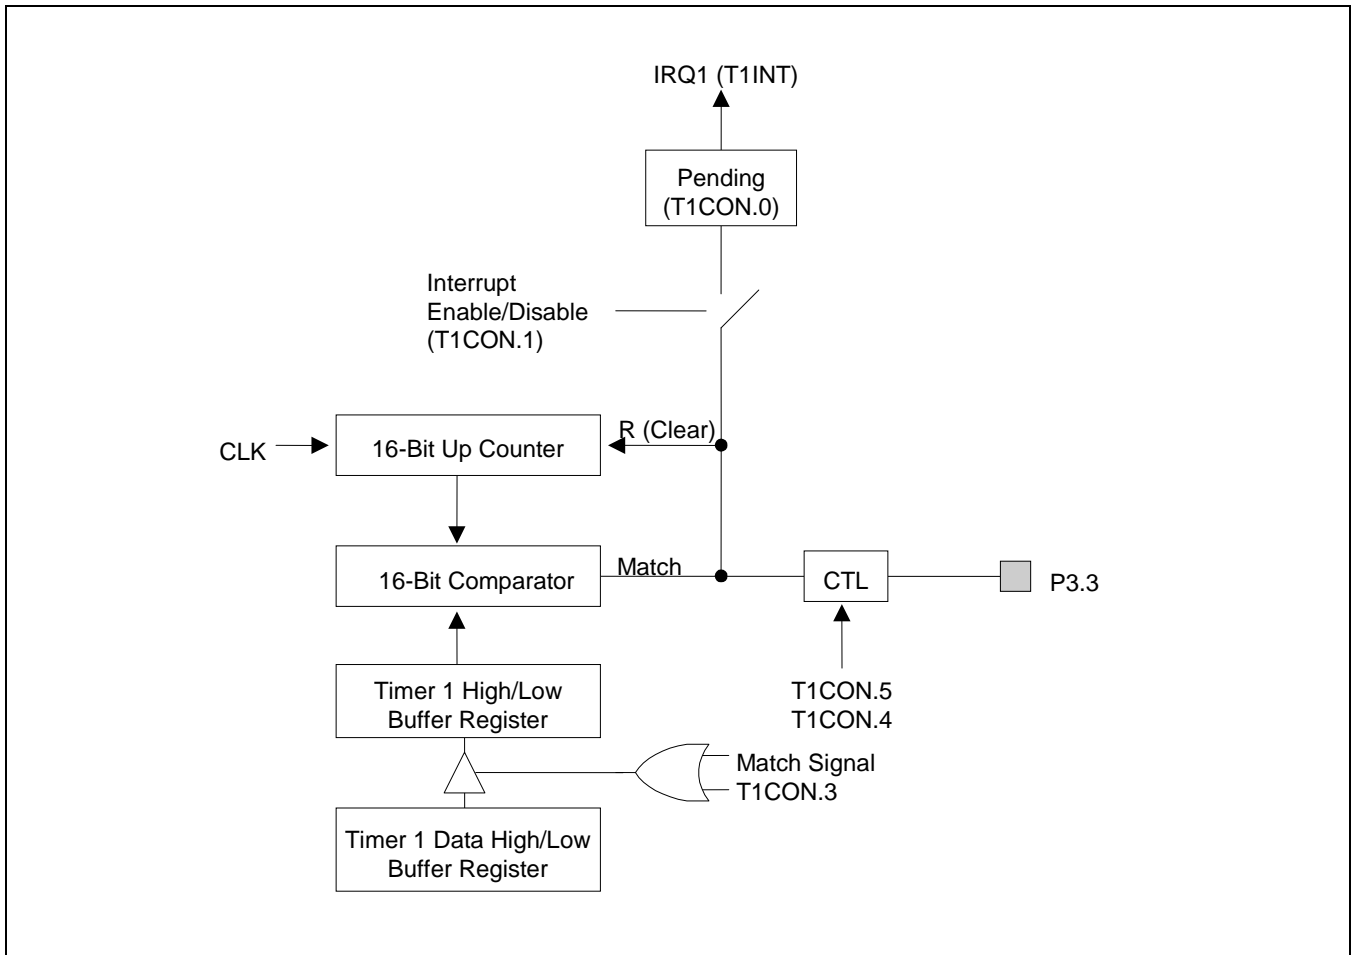 IRQ1 (T1INT)
Pending
(T1CON.0)
Interrupt
Enable/Disable
(T1CON.1)
R (Clear)
CLK
16-Bit Up Counter
Match
16-Bit Comparator
CTL
P3.3
Timer 1 High/Low
Buffer Register
T1CON.5
T1CON.4
Match Signal
T1CON.3
Timer 1 Data High/Low
Buffer Register